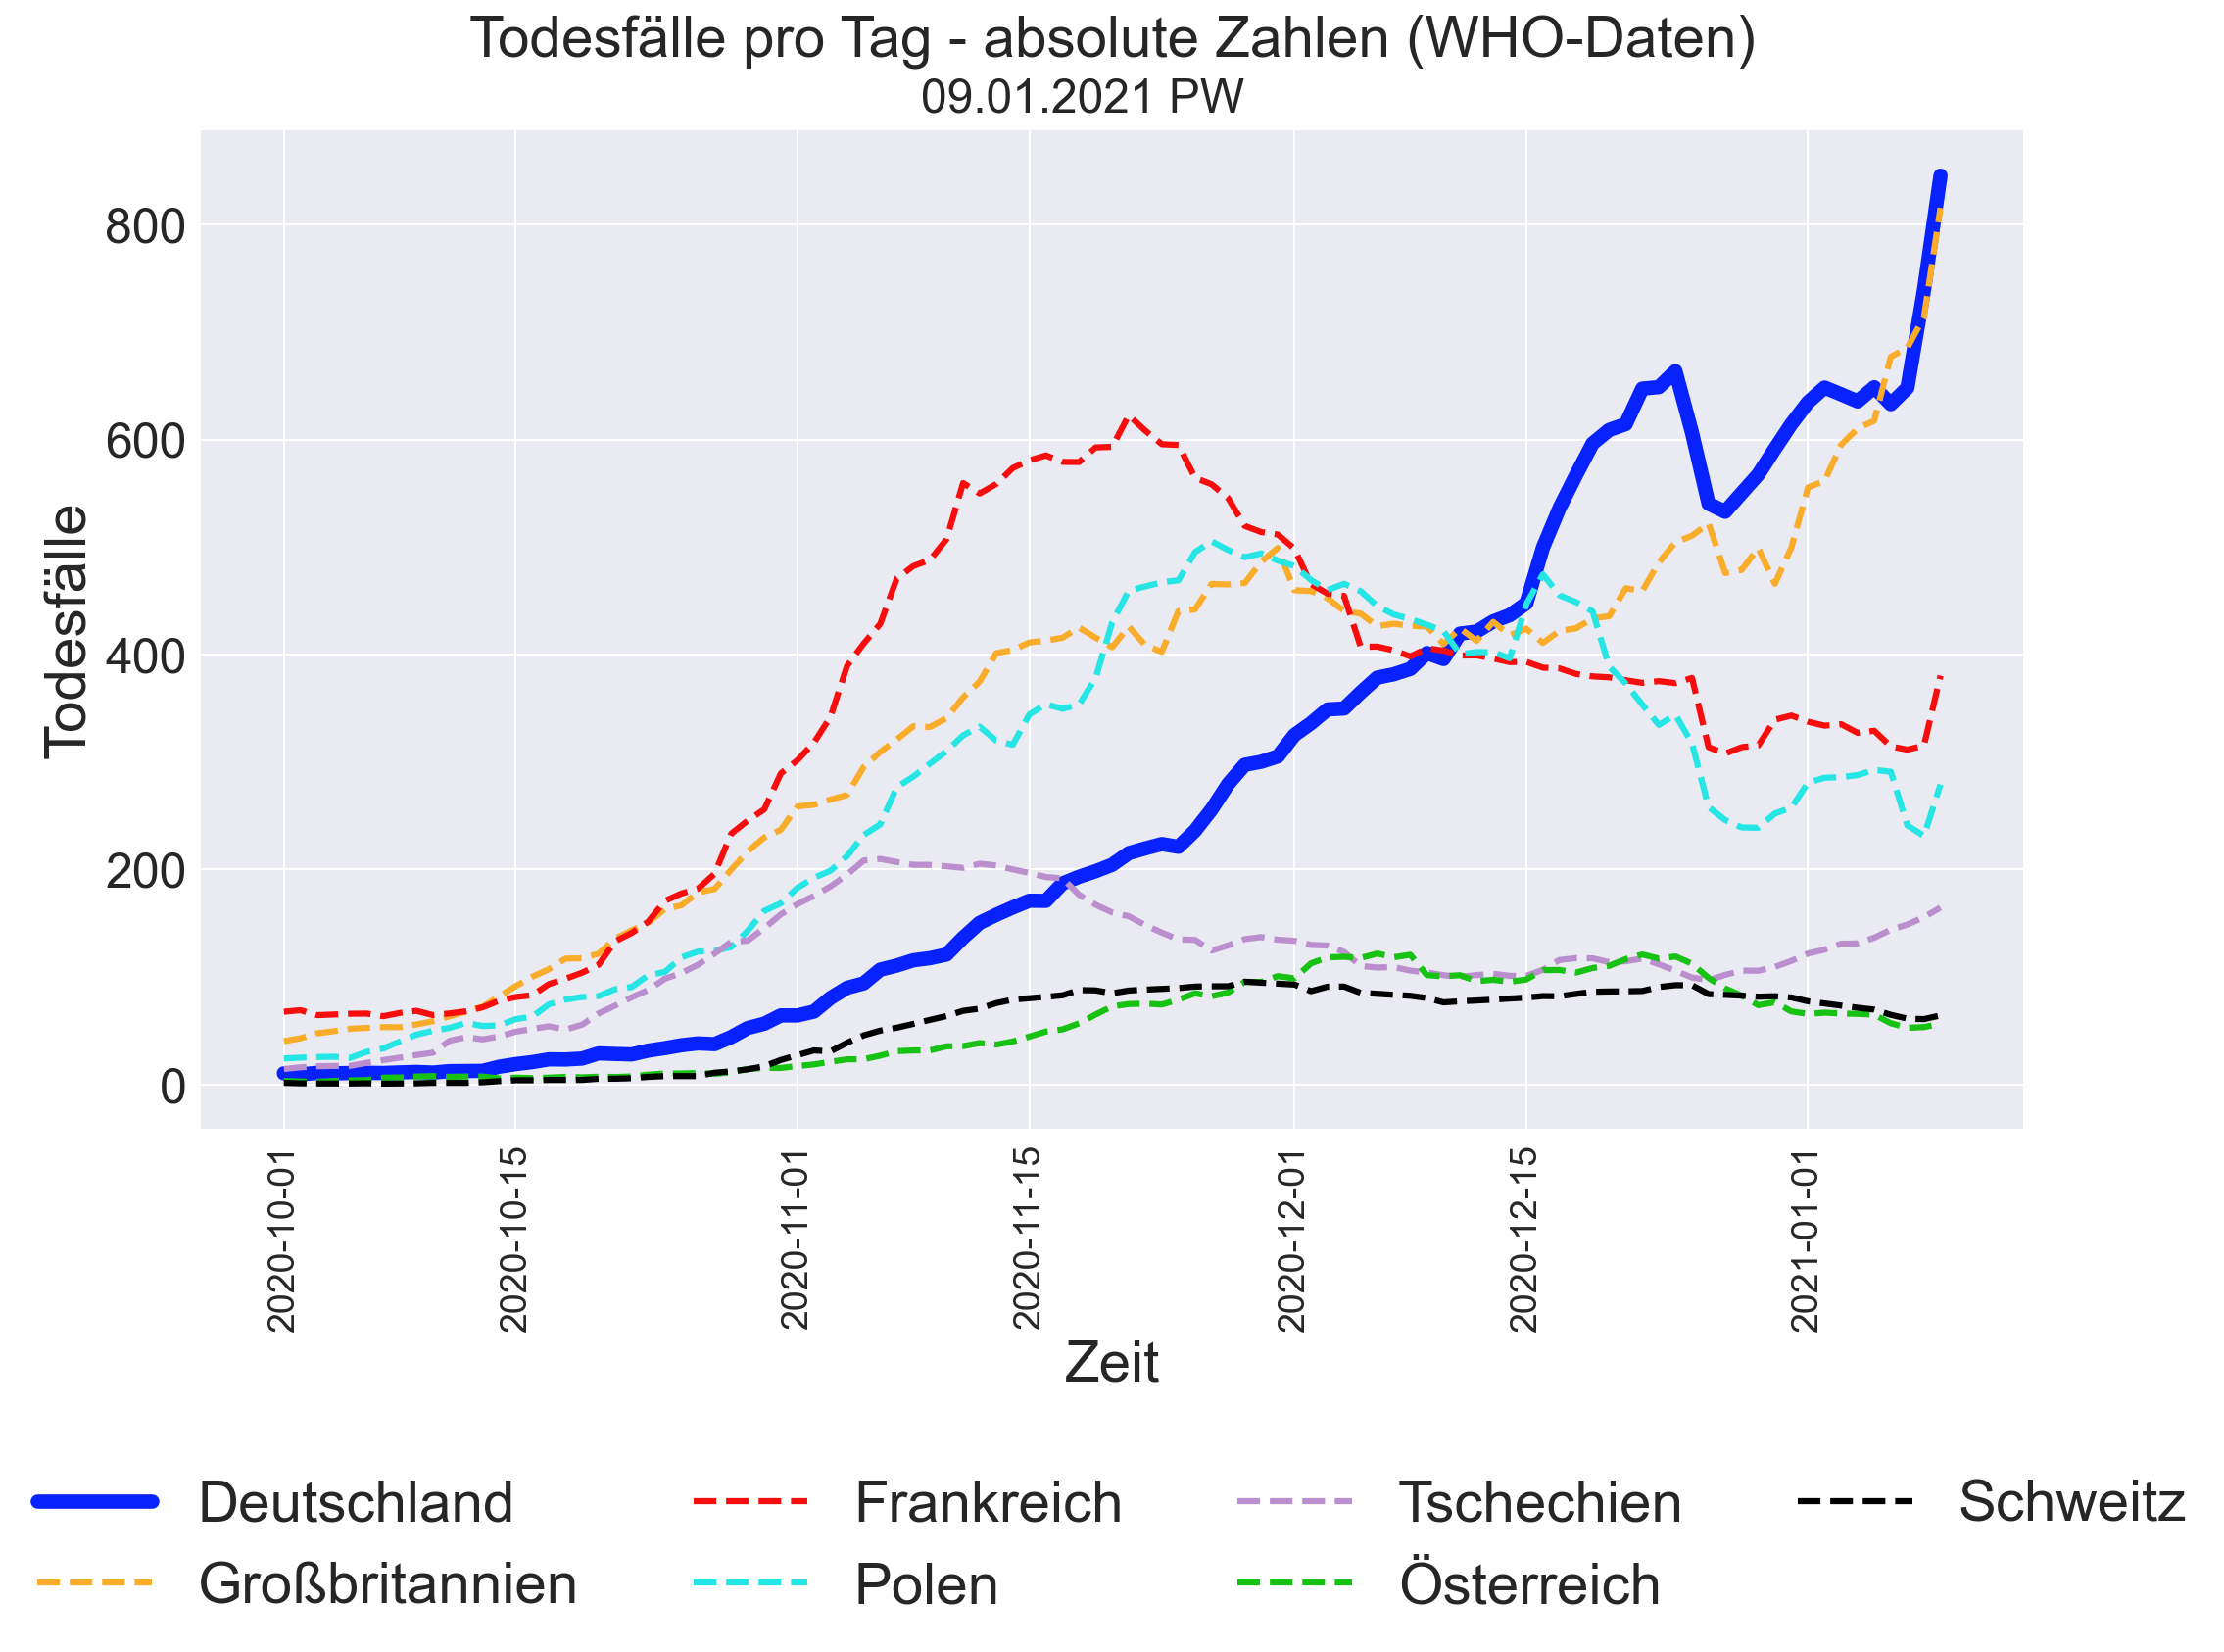 Todesfälle pro Tag - absolute Zahlen (WHO-Daten)
09.01.2021 PW
Todesfälle
800
600
400
200
0
2020-10-01
2020-10-15
2020-11-01
2020-11-15
2020-12-01
2020-12-15
2021-01-01
Zeit
Deutschland
Frankreich
Tschechien
Schweitz
Großbritannien
Polen
Österreich